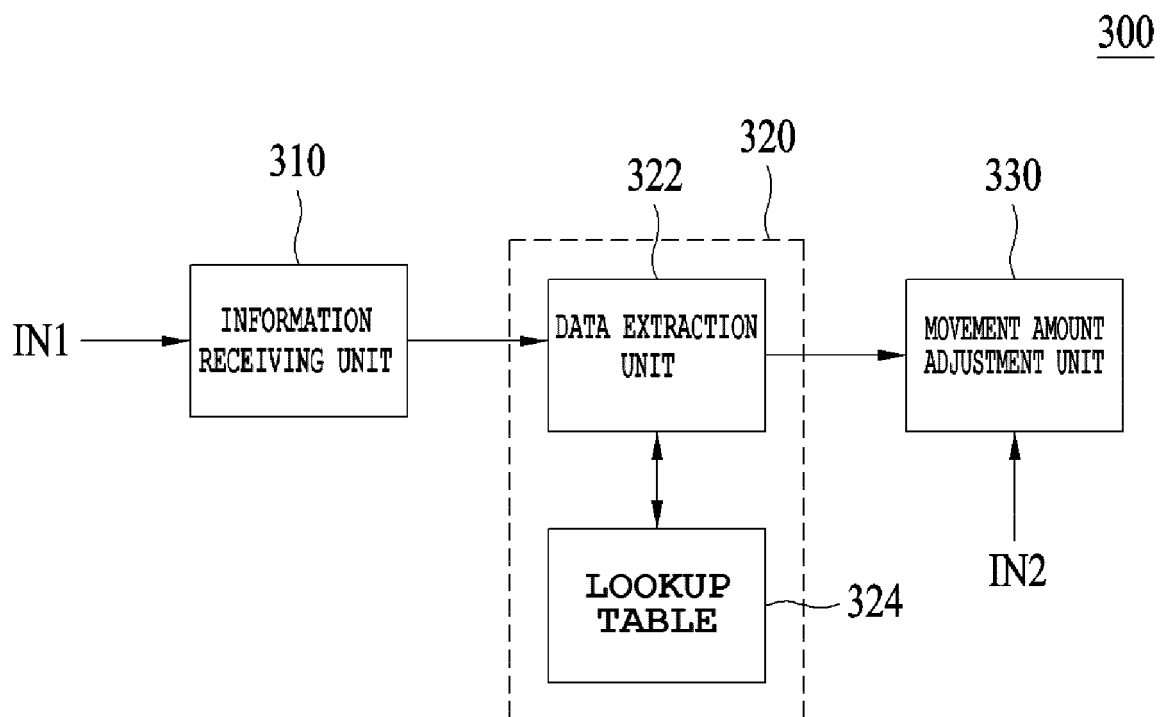 300
320
310
322
330
INFORMATION
RECEIVING UNIT
DATA EXTRACTION
UNIT
MOVEMENT AMOUNT
ADJUSTMENT UNIT
IN1
IN2
LOOKUP
TABLE
324